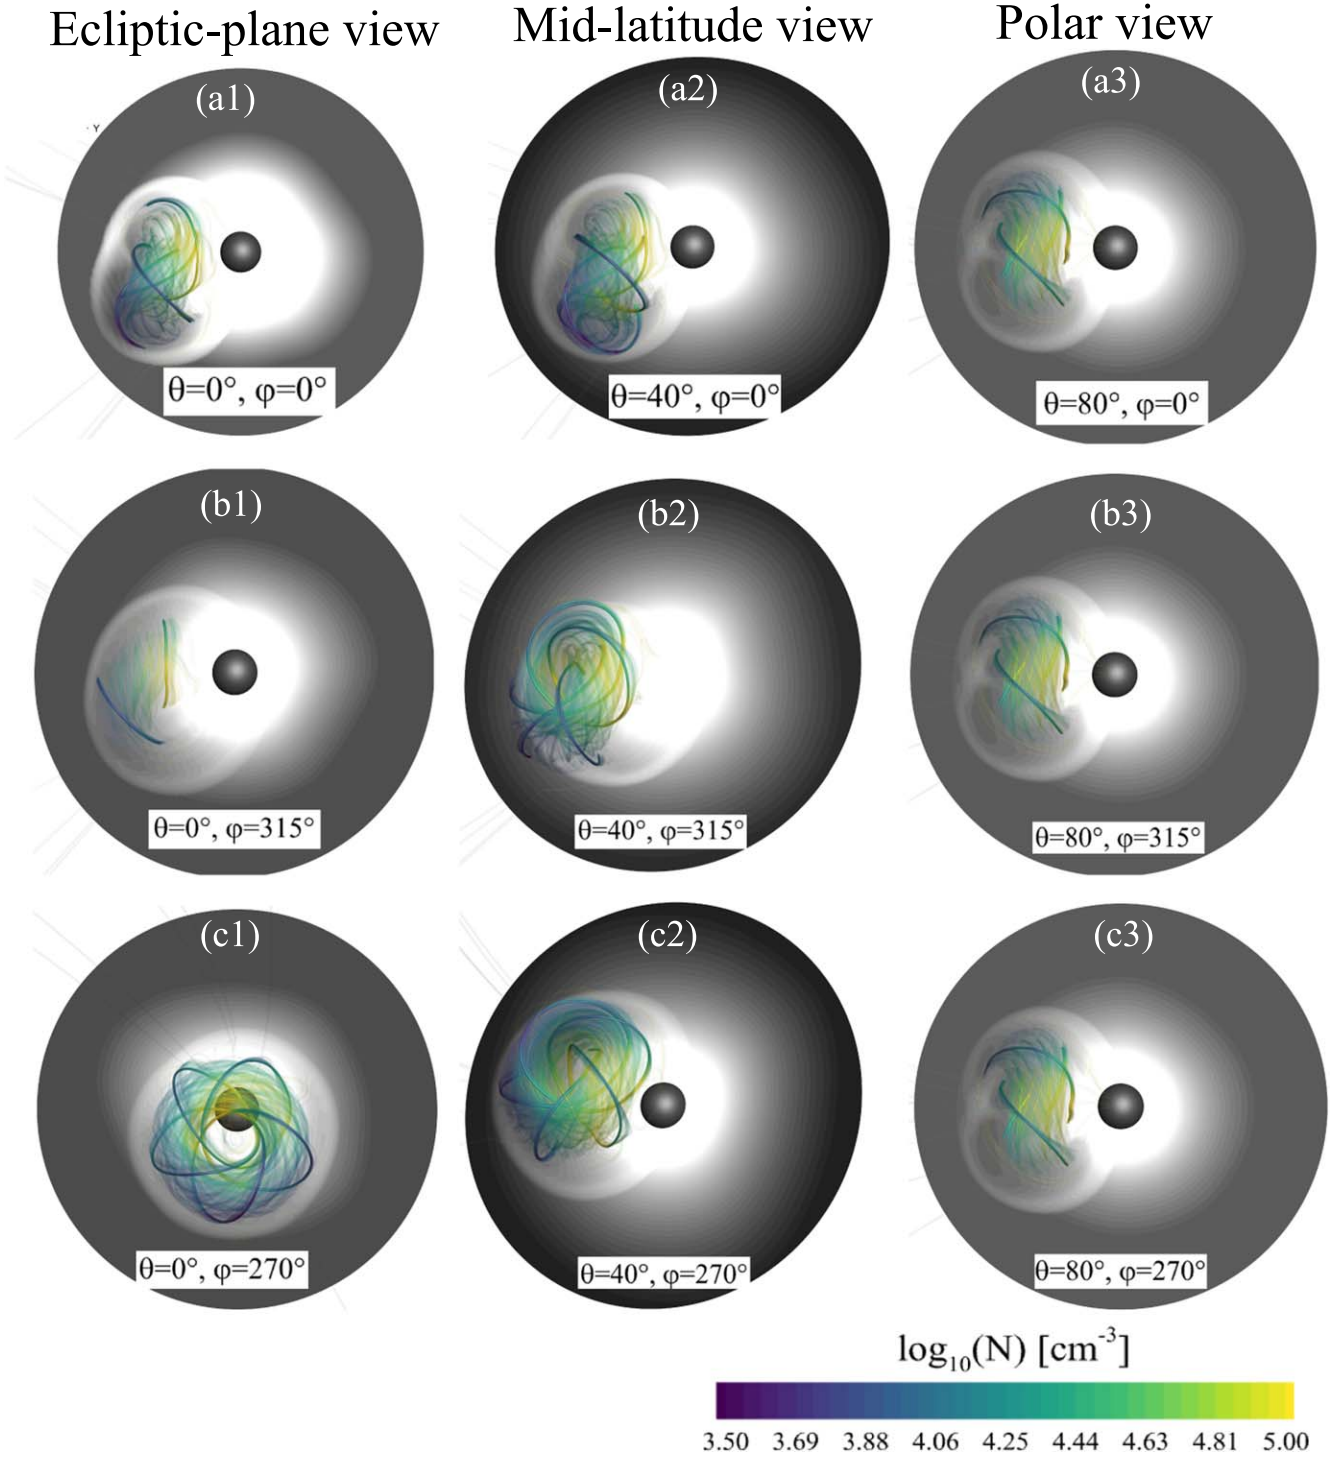 Ecliptic-plane view Mid-latitude view Polar view
(a1) (a2) (a3)
Y
θ=0°, φ=0° θ=40°, φ=0° θ=80°, φ=0°
(b1) (b2) (b3)
θ=0°, φ=315° θ=40°, φ=315° θ=80°, φ=315°
(c1) (c2) (c3)
θ=0°, φ=270° θ=40°, φ=270° θ=80°, φ=270°
log₁₀(N) [cm⁻³]
3.50 3.69 3.88 4.06 4.25 4.44 4.63 4.81 5.00